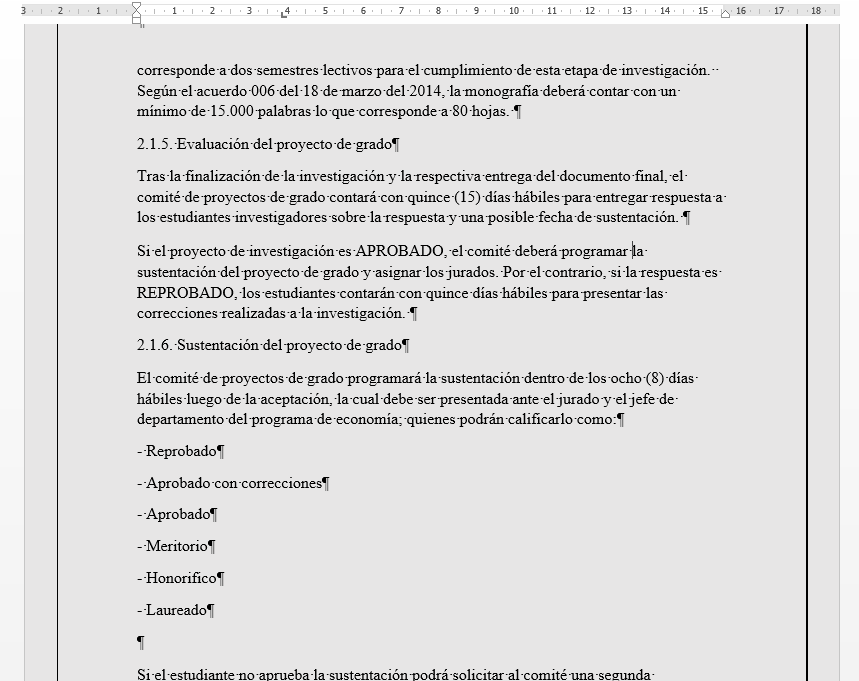 3 2 1 1 2 3 4 5 6 7 8 9 10 11 12 13 14 15 16 17 18
corresponde a dos semestres lectivos para el cumplimiento de esta etapa de investigación.
Según el acuerdo 006 del 18 de marzo del 2014, la monografía deberá contar con un
mínimo de 15.000 palabras lo que corresponde a 80 hojas. ¶
2.1.5. Evaluación del proyecto de grado¶
Tras la finalización de la investigación y la respectiva entrega del documento final, el
comité de proyectos de grado contará con quince (15) días hábiles para entregar respuesta a
los estudiantes investigadores sobre la respuesta y una posible fecha de sustentación. ¶
Si el proyecto de investigación es APROBADO, el comité deberá programar la
sustentación del proyecto de grado y asignar los jurados. Por el contrario, si la respuesta es
REPROBADO, los estudiantes contarán con quince días hábiles para presentar las
correcciones realizadas a la investigación. ¶
2.1.6. Sustentación del proyecto de grado¶
El comité de proyectos de grado programará la sustentación dentro de los ocho (8) días
hábiles luego de la aceptación, la cual debe ser presentada ante el jurado y el jefe de
departamento del programa de economía; quienes podrán calificarlo como:¶
- Reprobado¶
- Aprobado con correcciones¶
- Aprobado¶
- Meritorio¶
- Honorifico¶
- Laureado¶
¶
Si el estudiante no aprueba la sustentación podrá solicitar al comité una segunda